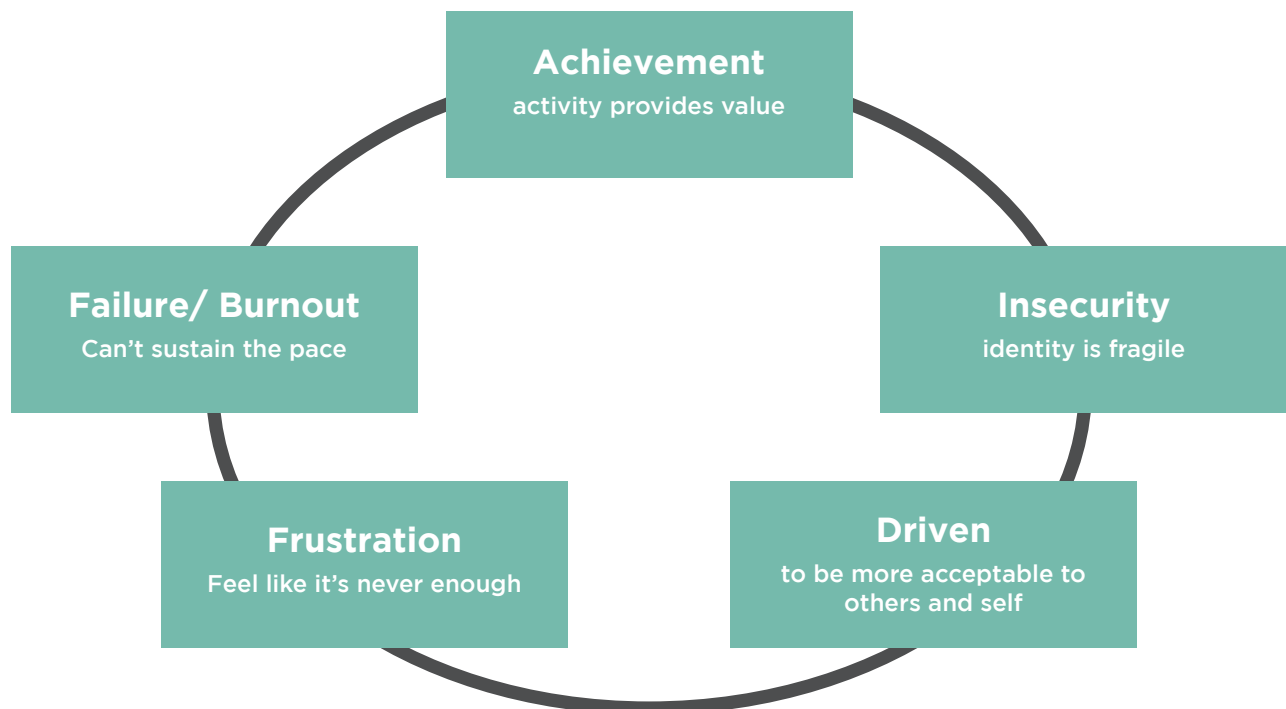 Achievement
activity provides value
Insecurity
identity is fragile
Driven
to be more acceptable to
others and self
Frustration
Feel like it’s never enough
Failure/ Burnout
Can’t sustain the pace